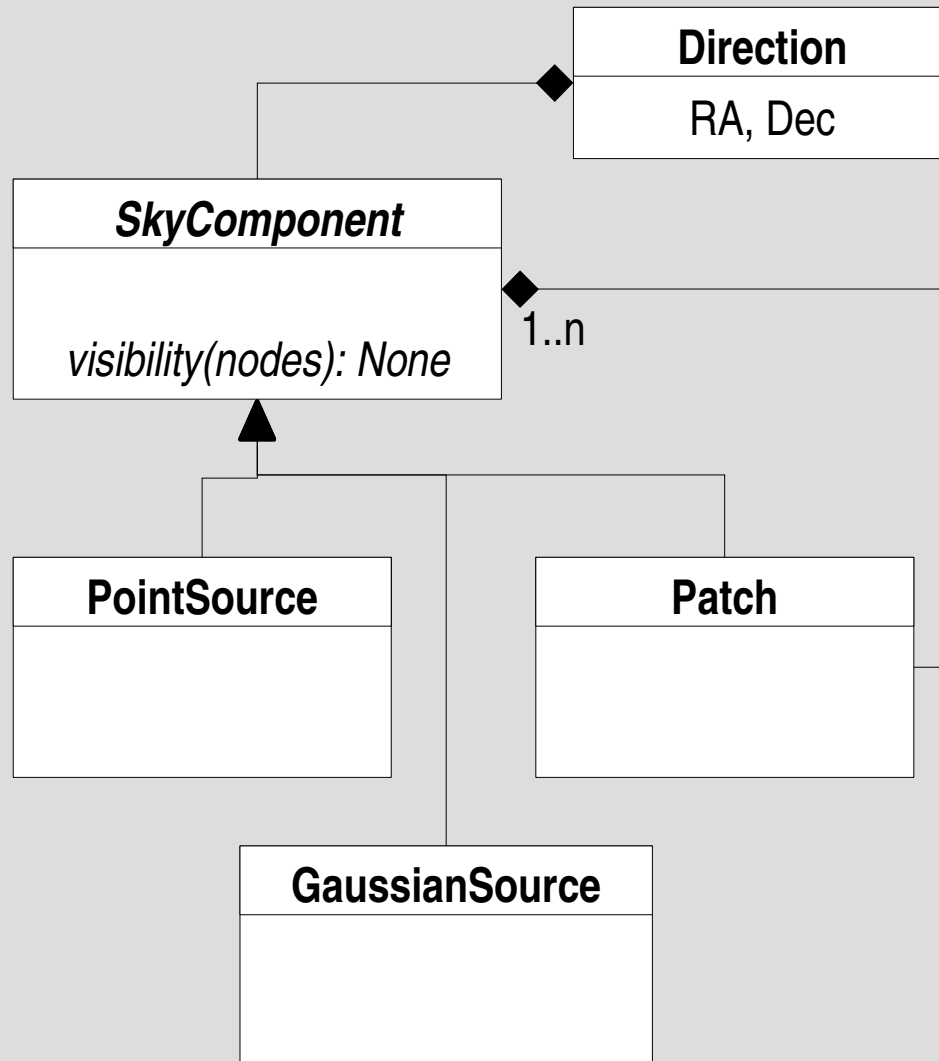 Direction
RA, Dec
SkyComponent
visibility(nodes): None
1..n
PointSource
Patch
GaussianSource